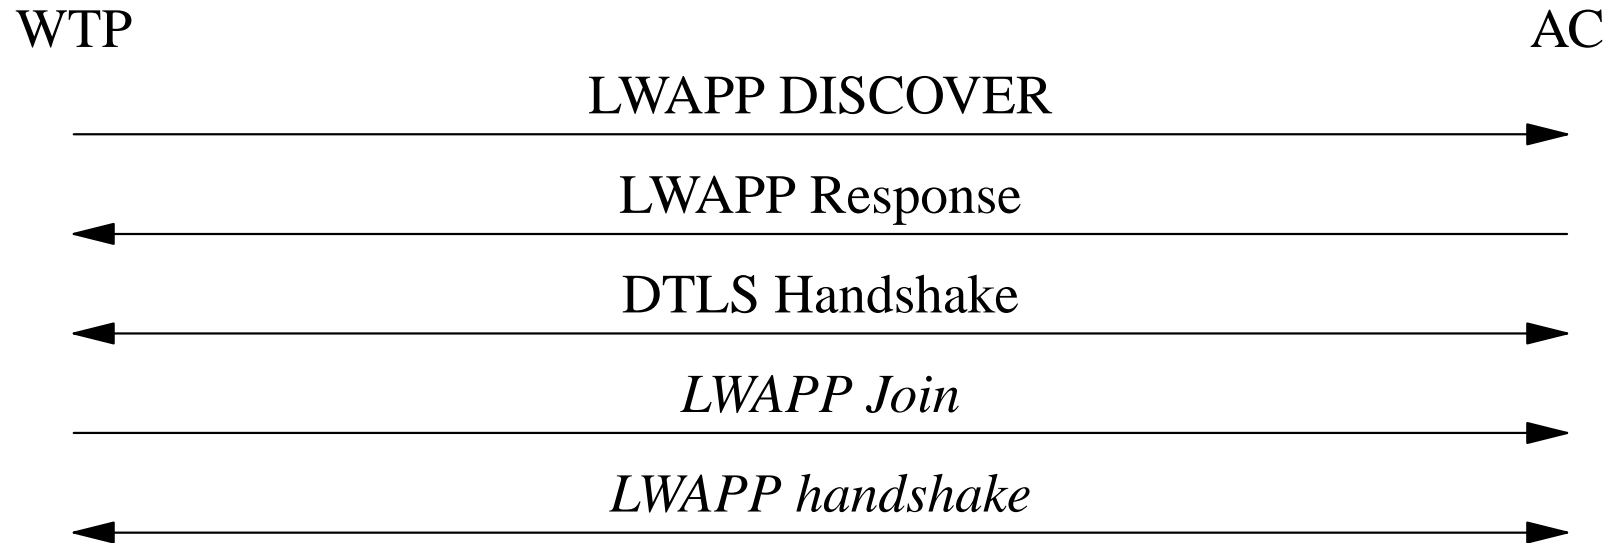 WTP AC
LWAPP DISCOVER
LWAPP Response
DTLS Handshake
LWAPP Join
LWAPP handshake